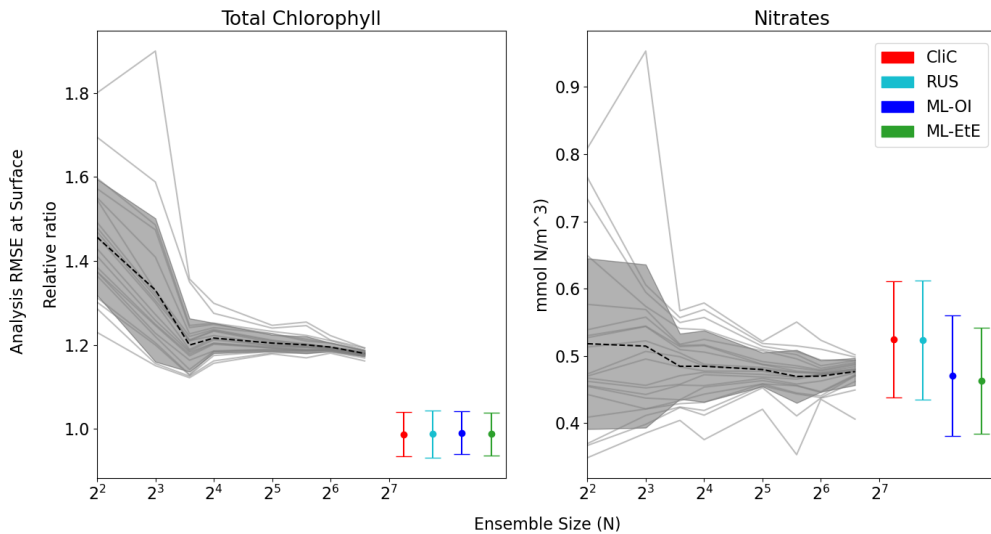 Total Chlorophyll
Nitrates
Analysis RMSE at Surface
Relative ratio
1.8
1.6
1.4
1.2
1.0
2^2
2^3
2^4
2^5
2^6
2^7
mmol N/m^3)
0.9
0.8
0.7
0.6
0.5
0.4
2^2
2^3
2^4
2^5
2^6
2^7
CliC
RUS
ML-OI
ML-EtE
Ensemble Size (N)